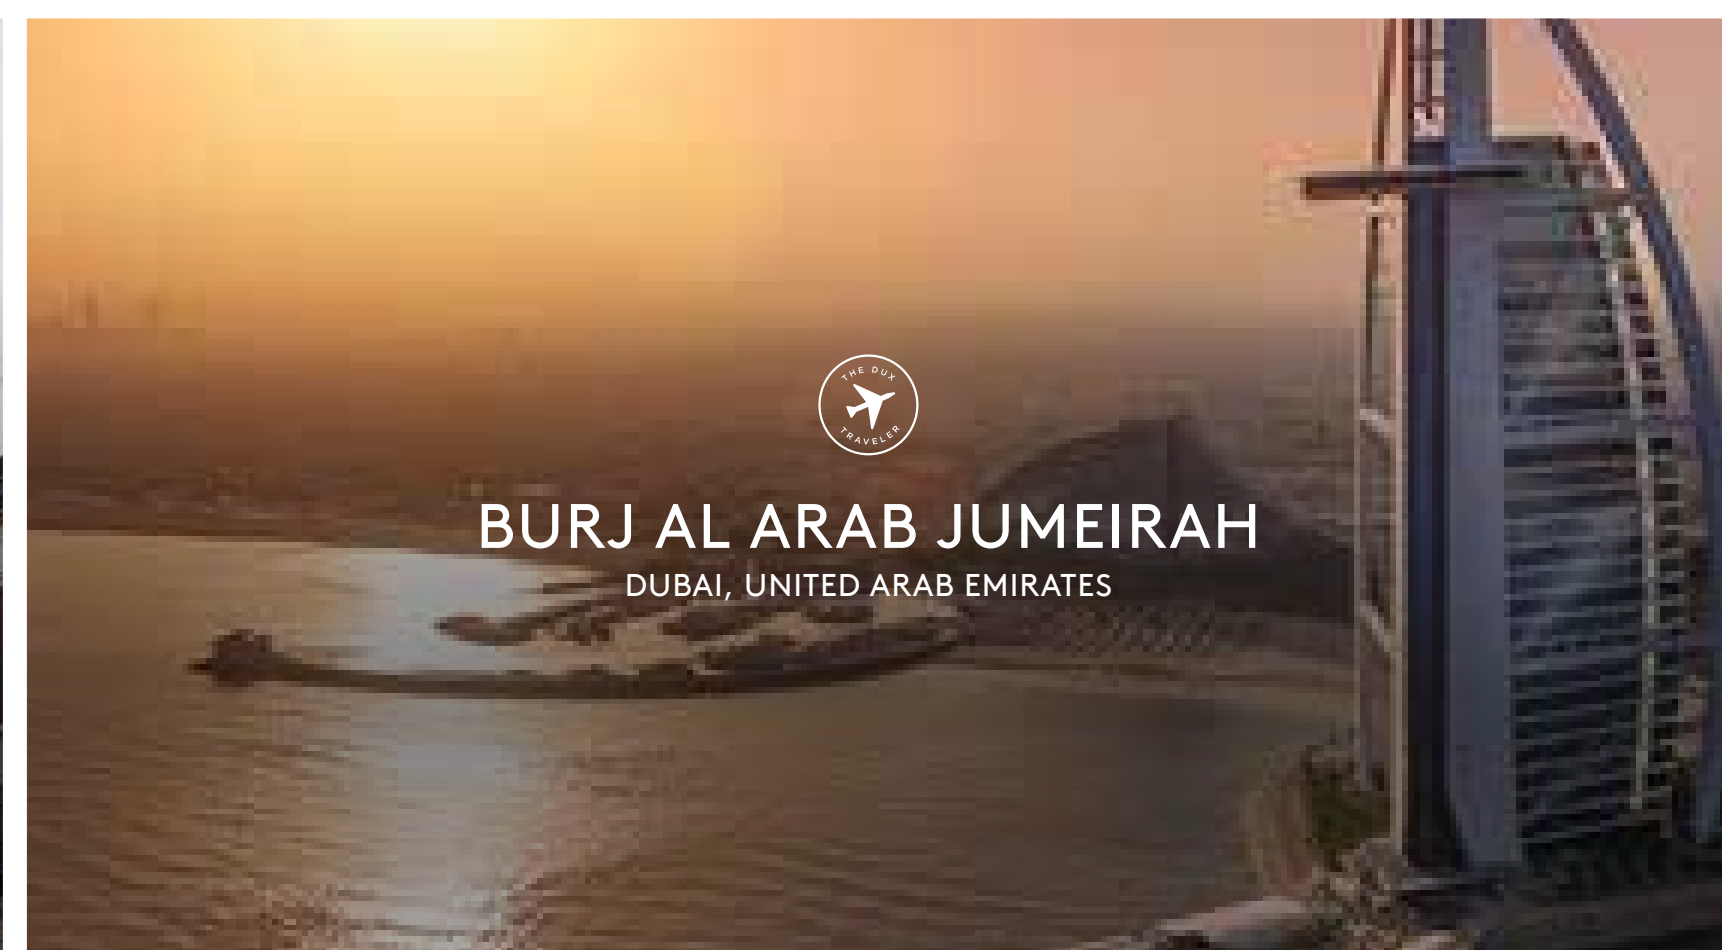 THE DUX
TRAVELER
BURJ AL ARAB JUMEIRAH
DUBAI, UNITED ARAB EMIRATES